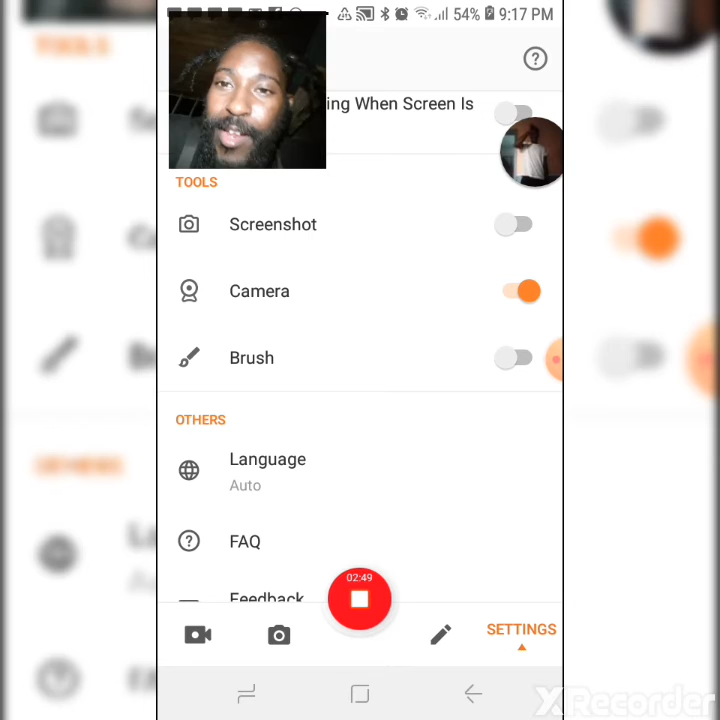 54% 9:17 PM
ing When Screen Is
TOOLS
Screenshot
Camera
Brush
OTHERS
Language
Auto
FAQ
Feedback
02:49
SETTINGS
XRecorder